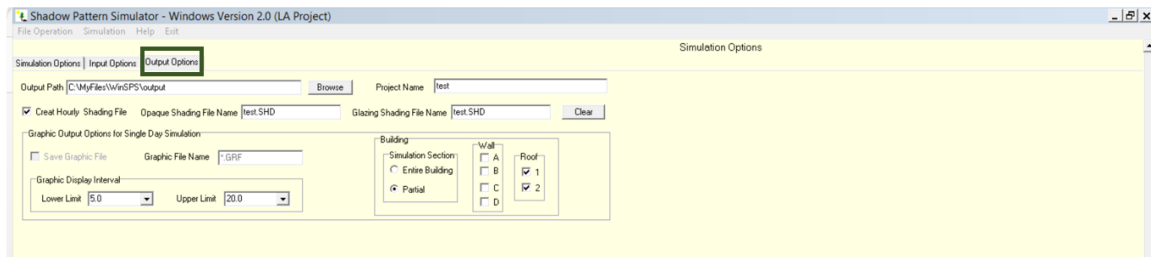 Shadow Pattern Simulator - Windows Version 2.0 (LA Project)
File Operation Simulation Help Exit
Simulation Options
Simulation Options Input Options Output Options
Output Path C:\MyFiles\WinSPS\output Browse Project Name test
Creat Hourly Shading File Opaque Shading File Name test.SHD Glazing Shading File Name test.SHD Clear
Graphic Output Options for Single Day Simulation
Building
Simulation Section
Wall
Roof
Save Graphic File Graphic File Name *.GRF
Entire Building
Partial
A
B
C
D
1
2
Graphic Display Interval
Lower Limit 5.0 Upper Limit 20.0